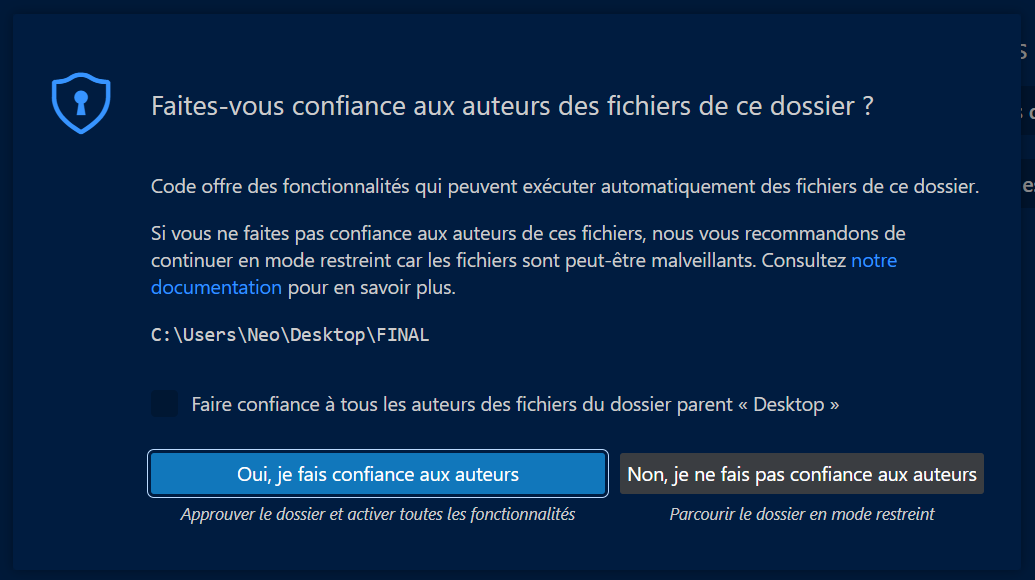 Faites-vous confiance aux auteurs des fichiers de ce dossier ?
Code offre des fonctionnalités qui peuvent exécuter automatiquement des fichiers de ce dossier.
Si vous ne faites pas confiance aux auteurs de ces fichiers, nous vous recommandons de
continuer en mode restreint car les fichiers sont peut-être malveillants. Consultez notre
documentation pour en savoir plus.
C:\Users\Neo\Desktop\FINAL
Faire confiance à tous les auteurs des fichiers du dossier parent « Desktop »
Oui, je fais confiance aux auteurs
Non, je ne fais pas confiance aux auteurs
Approuver le dossier et activer toutes les fonctionnalités
Parcourir le dossier en mode restreint